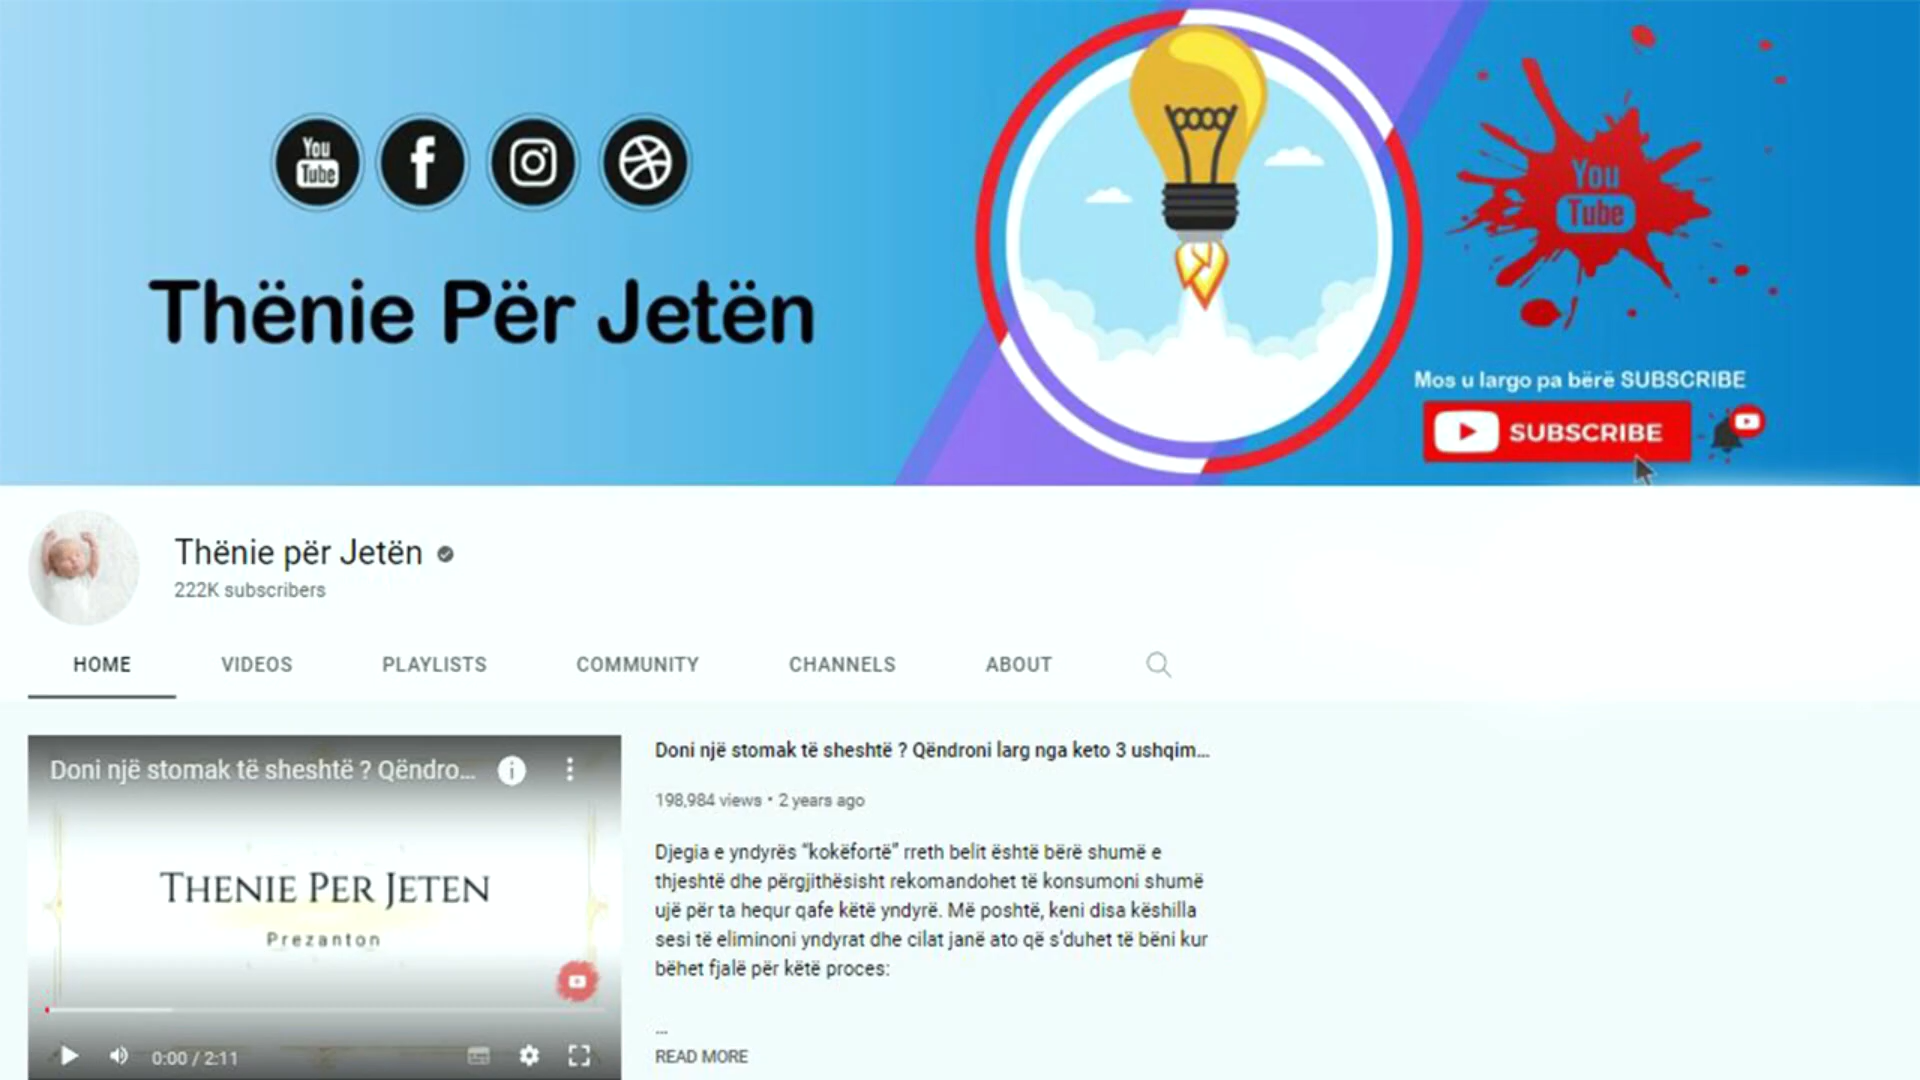 You
Tube
Thënie Për Jetën
You
Tube
Mos u largo pa bërë SUBSCRIBE
SUBSCRIBE
Thënie për Jetën
222K subscribers
HOME VIDEOS PLAYLISTS COMMUNITY CHANNELS ABOUT
Doni një stomak të sheshtë ? Qëndro...
THENIE PER JETEN
Prezanton
0:00 / 2:11
Doni një stomak të sheshtë ? Qëndroni larg nga keto 3 ushqim...
198,984 views • 2 years ago
Djegia e yndyrës “kokëfortë” rreth belit është bërë shumë e
thjeshtë dhe përgjithësisht rekomandohet të konsumoni shumë
ujë për ta hequr qafe këtë yndyrë. Më poshtë, keni disa këshilla
sesi të eliminoni yndyrat dhe cilat janë ato që s’duhet të bëni kur
bëhet fjalë për këtë proces:
...
READ MORE